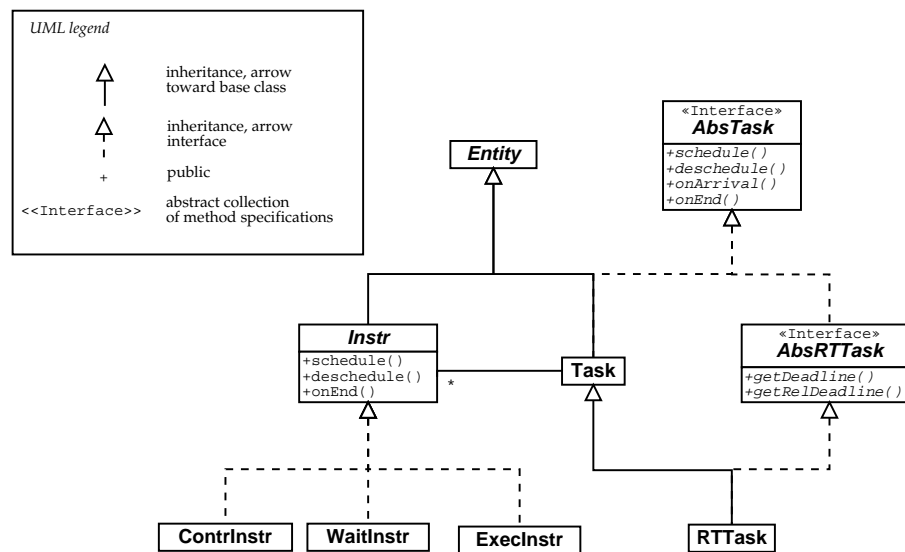 UML legend
inheritance, arrow
toward base class
inheritance, arrow
interface
+ public
<<Interface>> abstract collection
of method specifications
Entity
«Interface»
AbsTask
+schedule()
+deschedule()
+onArrival()
+onEnd()
Instr
+schedule()
+deschedule()
+onEnd()
*
Task
«Interface»
AbsRTTask
+getDeadline()
+getRelDeadline()
ContrInstr
WaitInstr
ExecInstr
RTTask